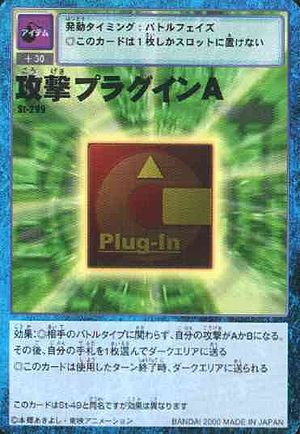 アイテム
+30
発動タイミング：バトルフェイズ
◎このカードは１枚しかスロットに置けない
こう げき
攻撃プラグインA
St-299
Plug-In
効果：◎相手のバトルタイプに関わらず、自分の攻撃がAかBになる。
その後、自分の手札を1枚選んでダークエリアに送る
◎このカードは使用したターン終了時、ダークエリアに送られる
このカードはSt-49と同名ですが効果は異なります
©本郷あきよし・東映アニメーション
BANDAI 2000 MADE IN JAPAN